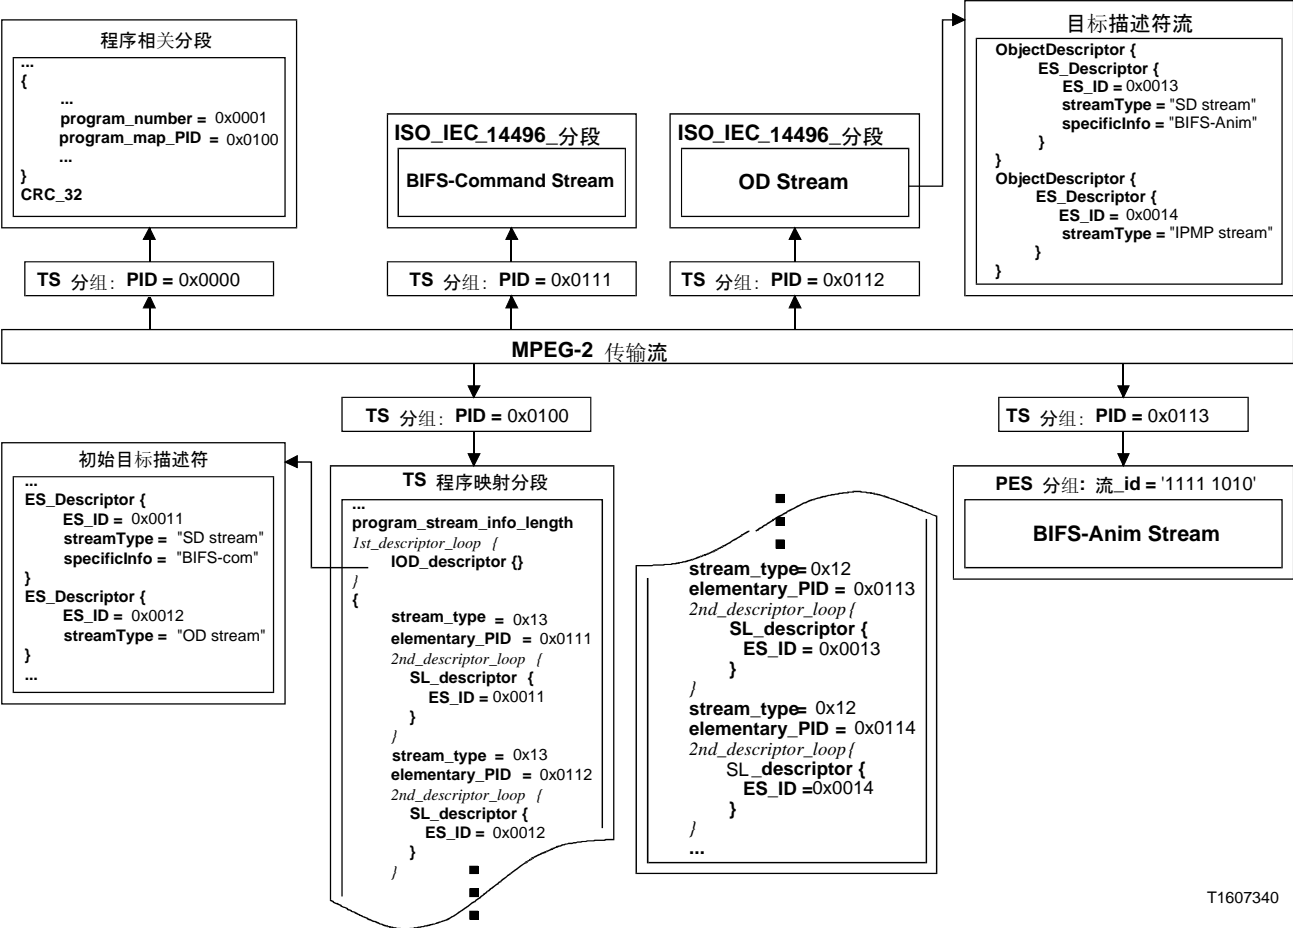 程序相关分段
...
{
...
program_number = 0x0001
program_map_PID = 0x0100
...
}
CRC_32
ISO_IEC_14496_分段
BIFS-Command Stream
ISO_IEC_14496_分段
OD Stream
目标描述符流
ObjectDescriptor {
ES_Descriptor {
ES_ID = 0x0013
streamType = "SD stream"
specificInfo = "BIFS-Anim"
}
}
ObjectDescriptor {
ES_Descriptor {
ES_ID = 0x0014
streamType = "IPMP stream"
}
}
TS 分组: PID = 0x0000
TS 分组: PID = 0x0111
TS 分组: PID = 0x0112
MPEG-2 传输流
TS 分组: PID = 0x0100
TS 分组: PID = 0x0113
初始目标描述符
...
ES_Descriptor {
ES_ID = 0x0011
streamType = "SD stream"
specificInfo = "BIFS-com"
}
ES_Descriptor {
ES_ID = 0x0012
streamType = "OD stream"
}
...
TS 程序映射分段
...
program_stream_info_length
1st_descriptor_loop {
IOD_descriptor {}
}
{
stream_type = 0x13
elementary_PID = 0x0111
2nd_descriptor_loop {
SL_descriptor {
ES_ID = 0x0011
}
}
stream_type = 0x13
elementary_PID = 0x0112
2nd_descriptor_loop {
SL_descriptor {
ES_ID = 0x0012
}
}
stream_type= 0x12
elementary_PID = 0x0113
2nd_descriptor_loop{
SL_descriptor {
ES_ID = 0x0013
}
}
stream_type= 0x12
elementary_PID = 0x0114
2nd_descriptor_loop{
SL_descriptor {
ES_ID =0x0014
}
}
...
PES 分组: 流_id = '1111 1010'
BIFS-Anim Stream
T1607340